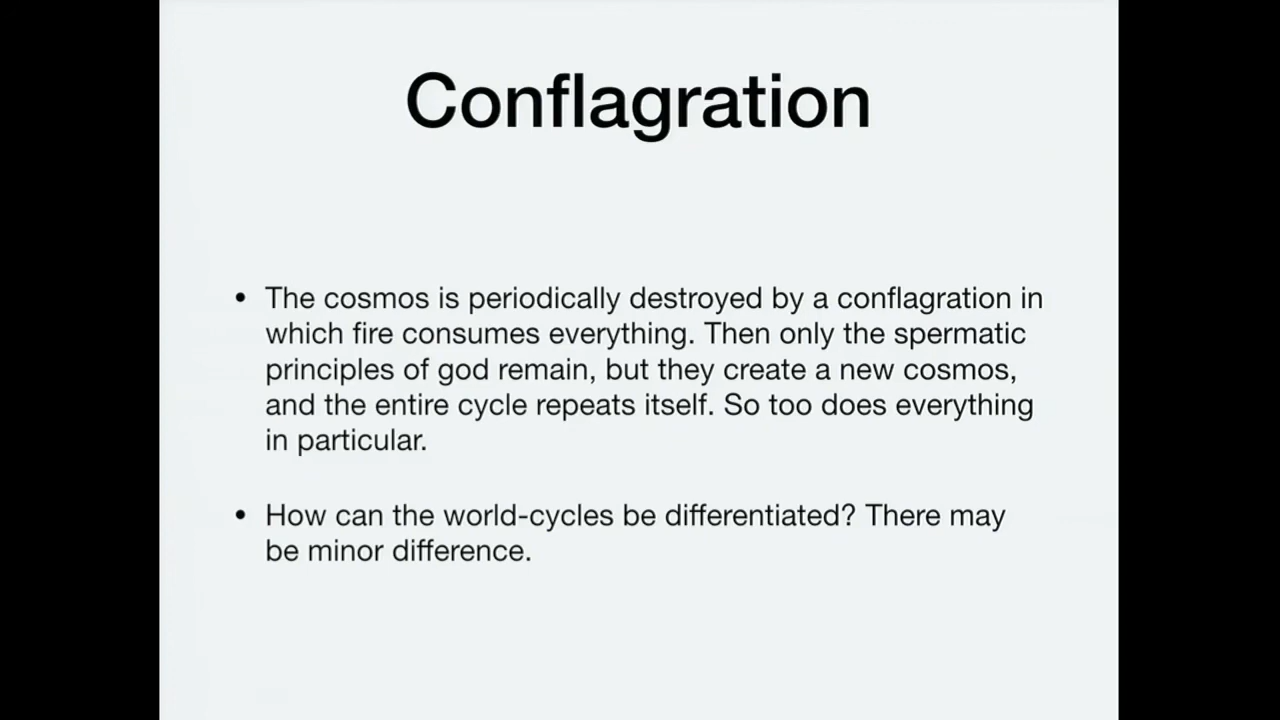 Conflagration
• The cosmos is periodically destroyed by a conflagration in
which fire consumes everything. Then only the spermatic
principles of god remain, but they create a new cosmos,
and the entire cycle repeats itself. So too does everything
in particular.
• How can the world-cycles be differentiated? There may
be minor difference.